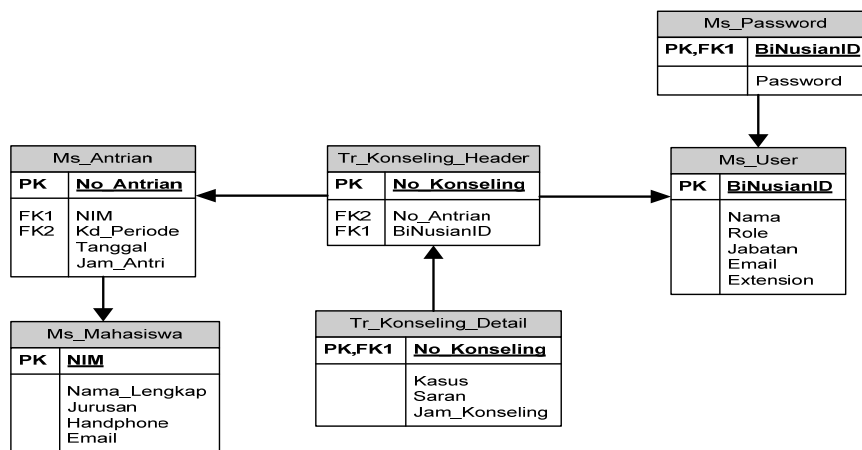 Ms_Password
PK,FK1 BiNusianID
Password
Ms_Antrian
PK No_Antrian
FK1 NIM
FK2 Kd_Periode
Tanggal
Jam_Antri
Tr_Konseling_Header
PK No_Konseling
FK2 No_Antrian
FK1 BiNusianID
Ms_User
PK BiNusianID
Nama
Role
Jabatan
Email
Extension
Ms_Mahasiswa
PK NIM
Nama_Lengkap
Jurusan
Handphone
Email
Tr_Konseling_Detail
PK,FK1 No_Konseling
Kasus
Saran
Jam_Konseling